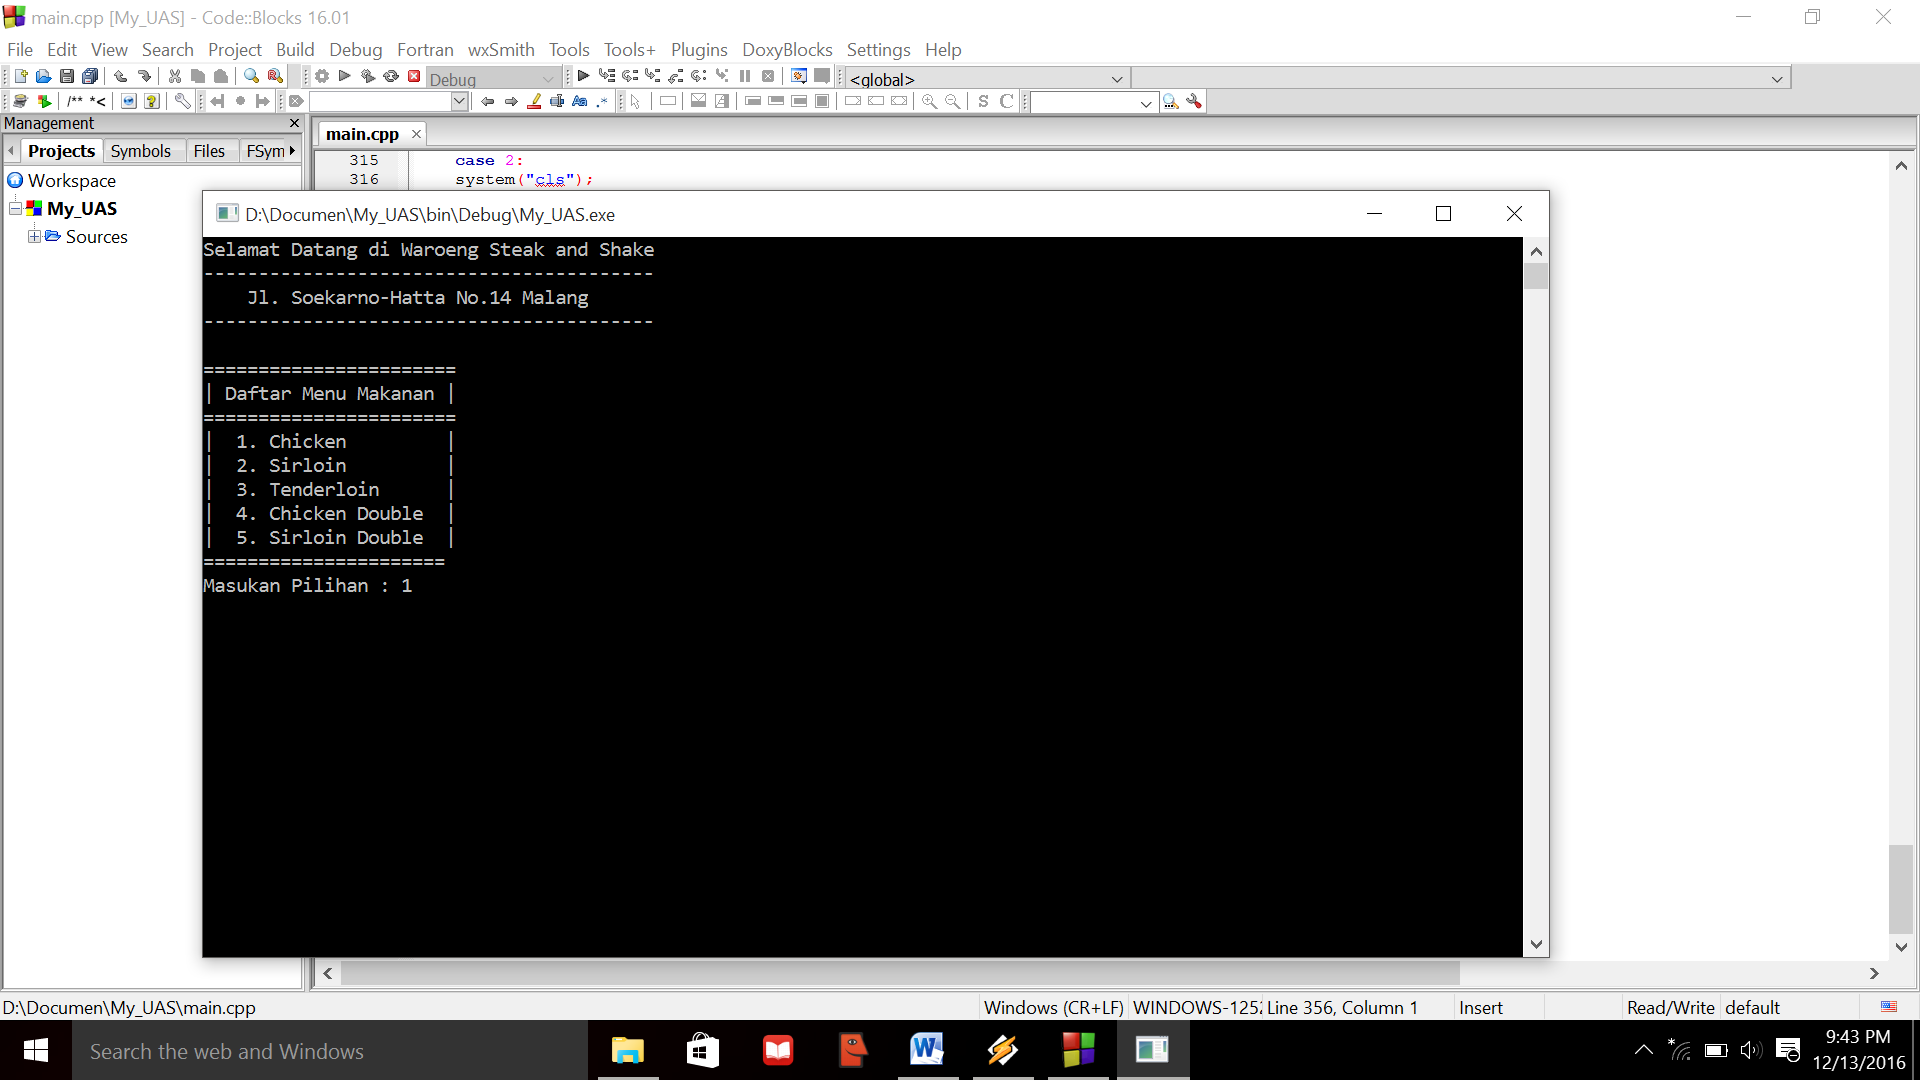 main.cpp [My_UAS] - Code::Blocks 16.01
File Edit View Search Project Build Debug Fortran wxSmith Tools Tools+ Plugins DoxyBlocks Settings Help
Debug
<global>
/** *<
Aa .*
S C
Management
main.cpp
Projects Symbols Files FSym
315 case 2:
316 system("cls");
Workspace
My_UAS
Sources
D:\Documen\My_UAS\bin\Debug\My_UAS.exe
Selamat Datang di Waroeng Steak and Shake
-----------------------------------------
Jl. Soekarno-Hatta No.14 Malang
-----------------------------------------
=======================
| Daftar Menu Makanan |
=======================
| 1. Chicken |
| 2. Sirloin |
| 3. Tenderloin |
| 4. Chicken Double |
| 5. Sirloin Double |
======================
Masukan Pilihan : 1
D:\Documen\My_UAS\main.cpp
Windows (CR+LF) WINDOWS-1252 Line 356, Column 1 Insert Read/Write default
Search the web and Windows
9:43 PM
12/13/2016